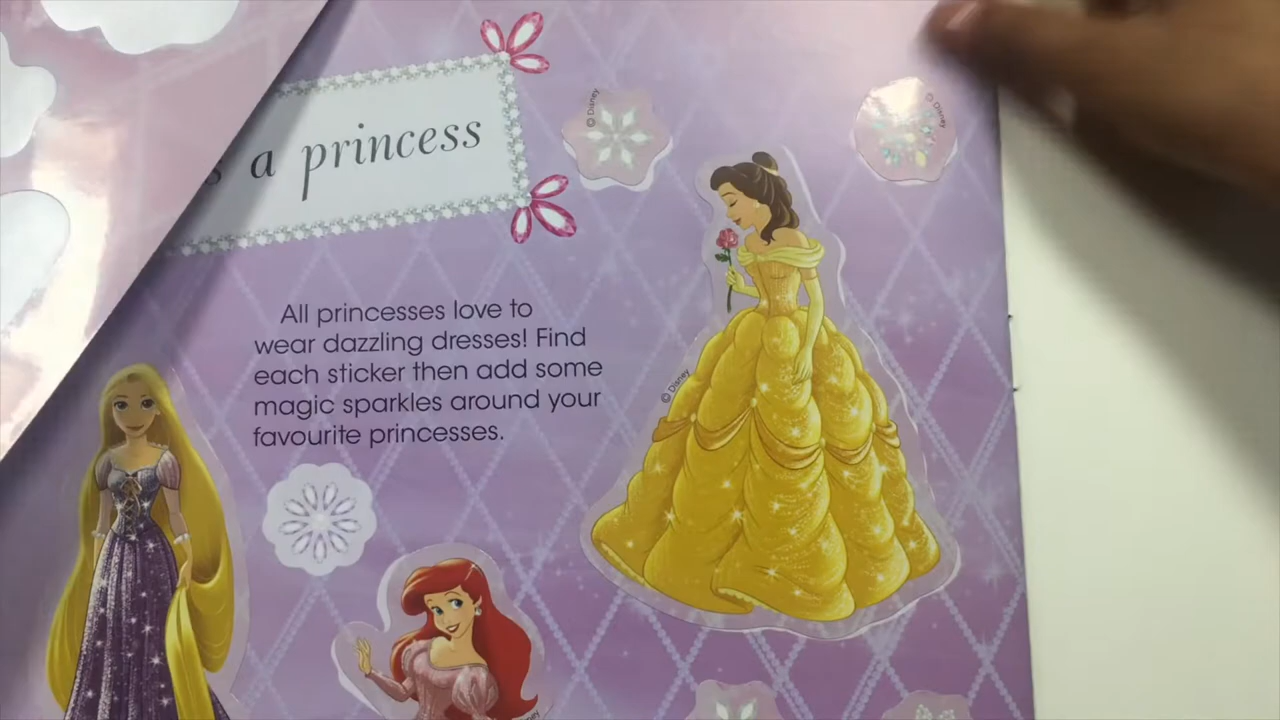 a princess
© Disney
© Disney
All princesses love to
wear dazzling dresses! Find
each sticker then add some
magic sparkles around your
favourite princesses.
© Disney